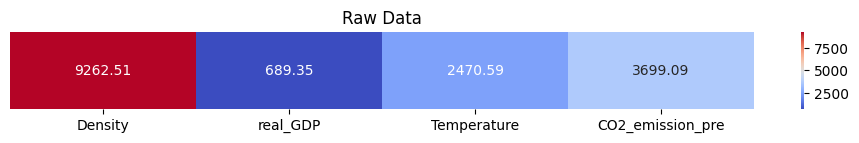 Raw Data
9262.51 689.35 2470.59 3699.09
Density real_GDP Temperature CO2_emission_pre
7500
5000
2500